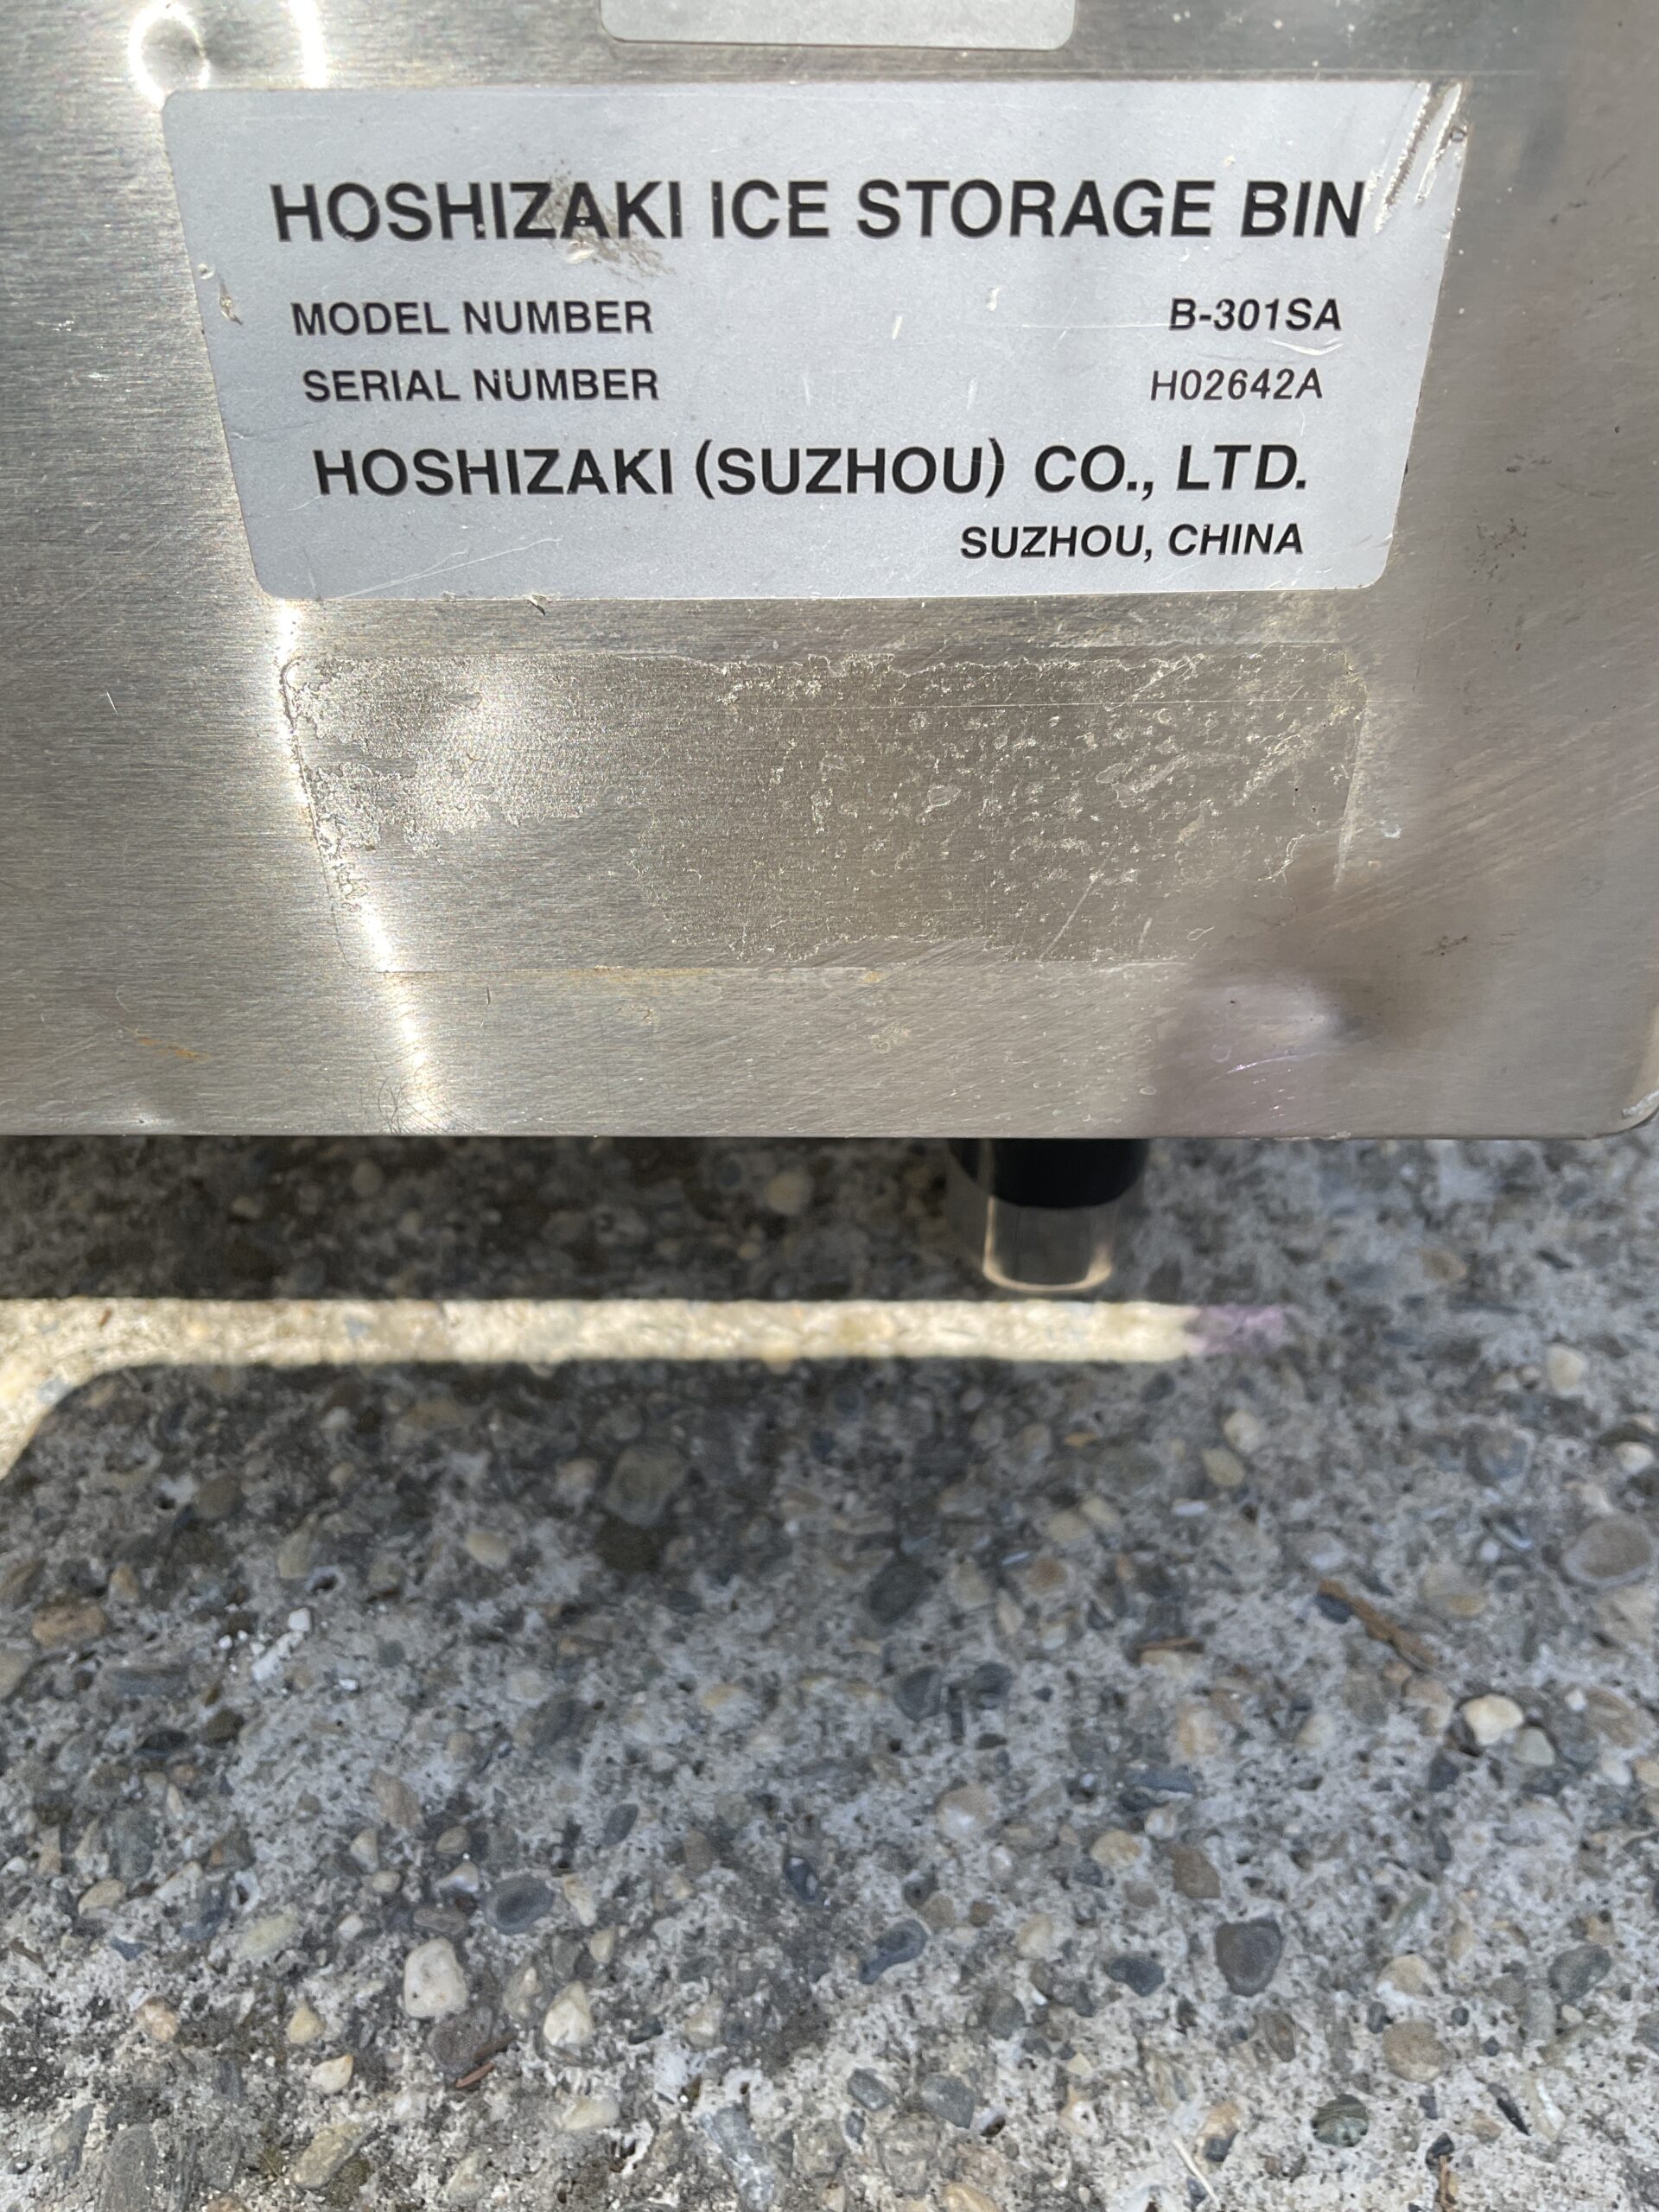 HOSHIZAKI ICE STORAGE BIN
MODEL NUMBER B-301SA
SERIAL NUMBER H02642A
HOSHIZAKI (SUZHOU) CO., LTD.
SUZHOU, CHINA